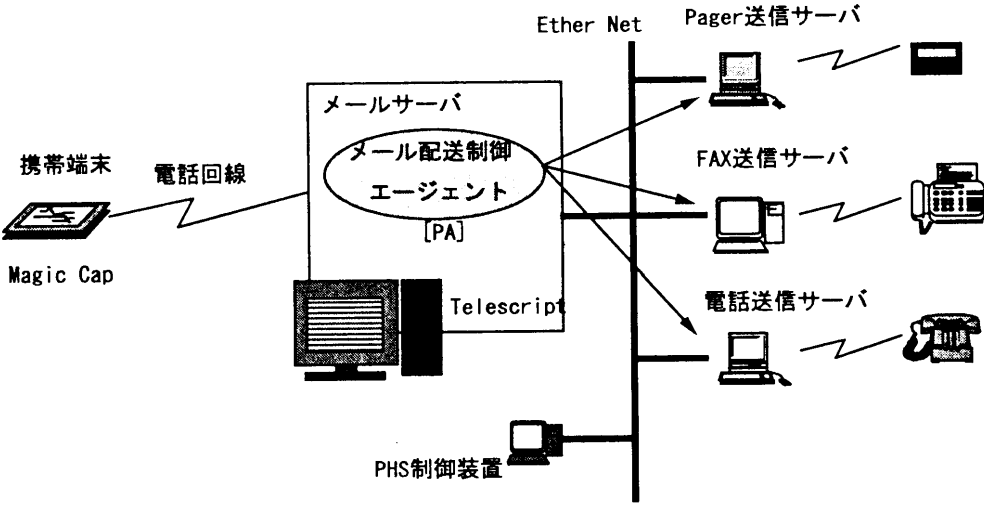 Ether Net
Pager送信サーバ
メールサーバ
メール配送制御
エージェント
[PA]
携帯端末
電話回線
FAX送信サーバ
Magic Cap
Telescript
電話送信サーバ
PHS制御装置